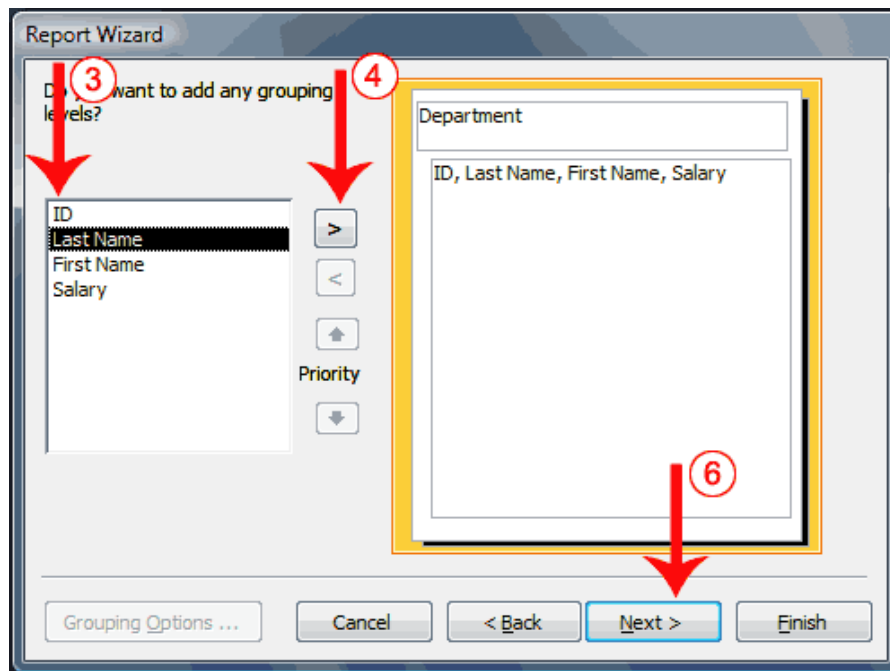 Report Wizard
3
4
Do you want to add any grouping
levels?
Department
ID, Last Name, First Name, Salary
ID
Last Name
First Name
Salary
>
<
Priority
6
Grouping Options ...
Cancel
< Back
Next >
Finish